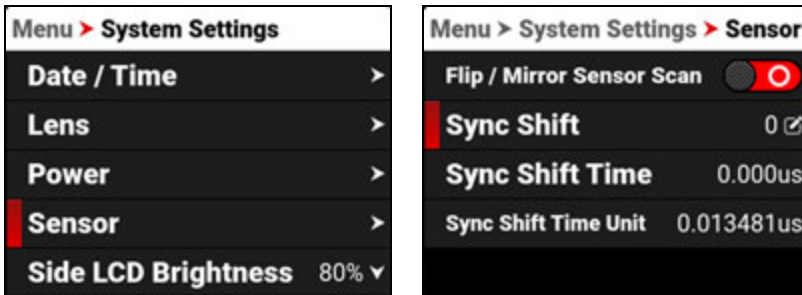 Menu > System Settings
Date / Time
Lens
Power
Sensor
Side LCD Brightness 80%
Menu > System Settings > Sensor
Flip / Mirror Sensor Scan
Sync Shift 0
Sync Shift Time 0.000us
Sync Shift Time Unit 0.013481us